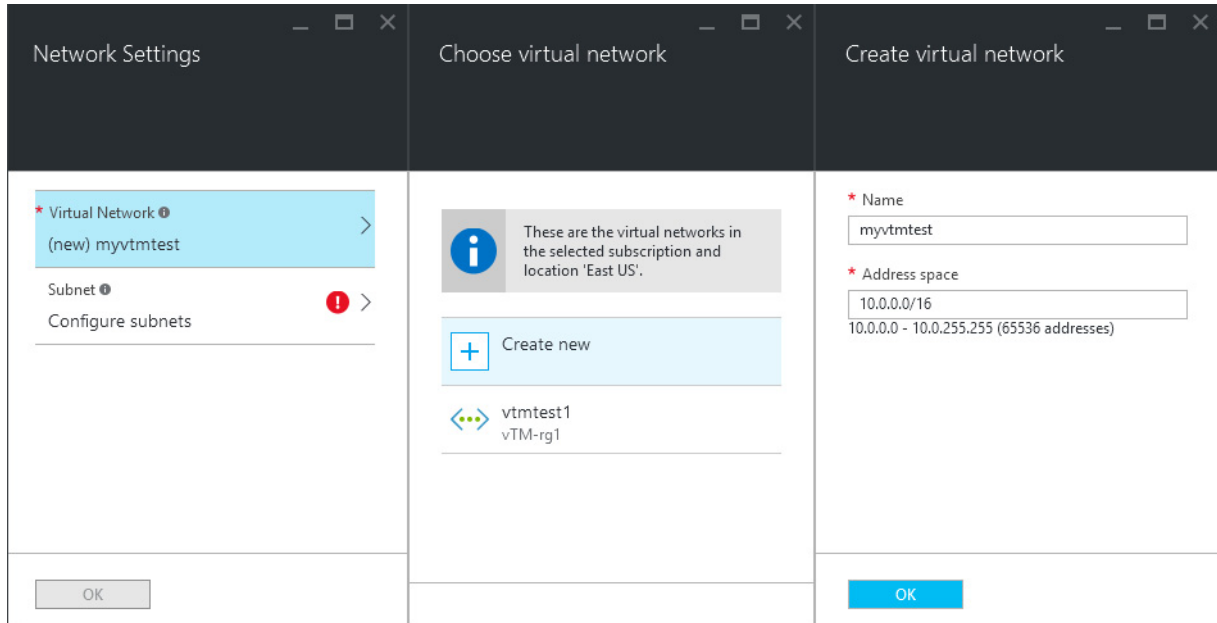 Network Settings
* Virtual Network
(new) myvtmtest
Subnet
Configure subnets
OK
Choose virtual network
These are the virtual networks in
the selected subscription and
location 'East US'.
Create new
vtmtest1
vTM-rg1
Create virtual network
* Name
myvtmtest
* Address space
10.0.0.0/16
10.0.0.0 - 10.0.255.255 (65536 addresses)
OK